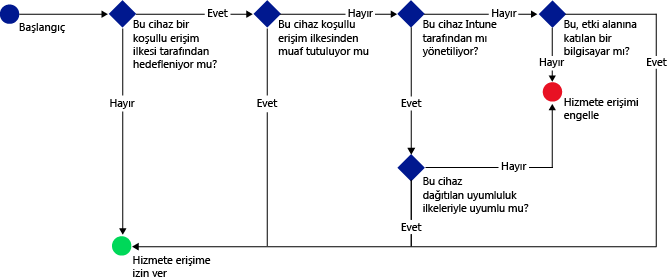 Başlangıç
Bu cihaz bir
koşullu erişim
ilkesi tarafından
hedefleniyor mu?
Evet
Bu cihaz koşullu
erişim ilkesinden
muaf tutuluyor mu
Hayır
Bu cihaz Intune
tarafından mı
yönetiliyor?
Hayır
Bu, etki alanına
katılan bir
bilgisayar mı?
Hayır
Evet
Hizmete erişimi
engelle
Hayır
Evet
Evet
Hayır
Bu cihaz
dağıtılan uyumluluk
ilkeleriyle uyumlu mu?
Evet
Hizmete erişime
izin ver